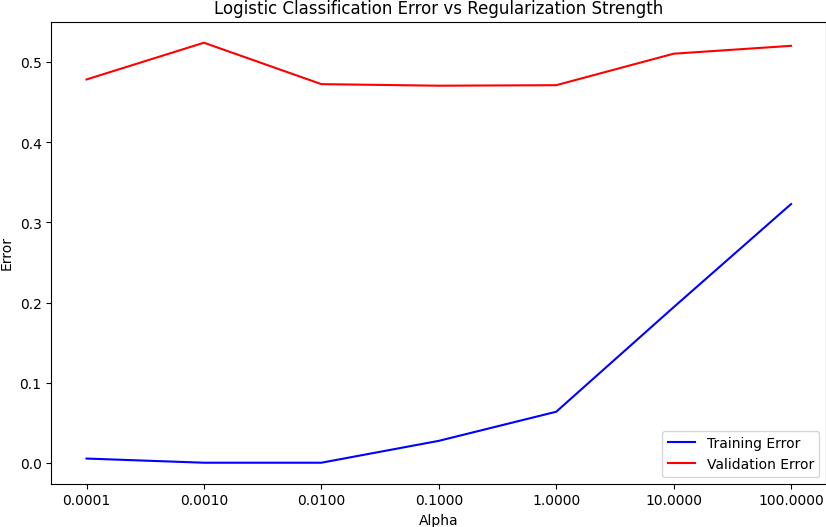 Logistic Classification Error vs Regularization Strength
Error
0.5
0.4
0.3
0.2
0.1
0.0
0.0001 0.0010 0.0100 0.1000 1.0000 10.0000 100.0000
Alpha
Training Error
Validation Error